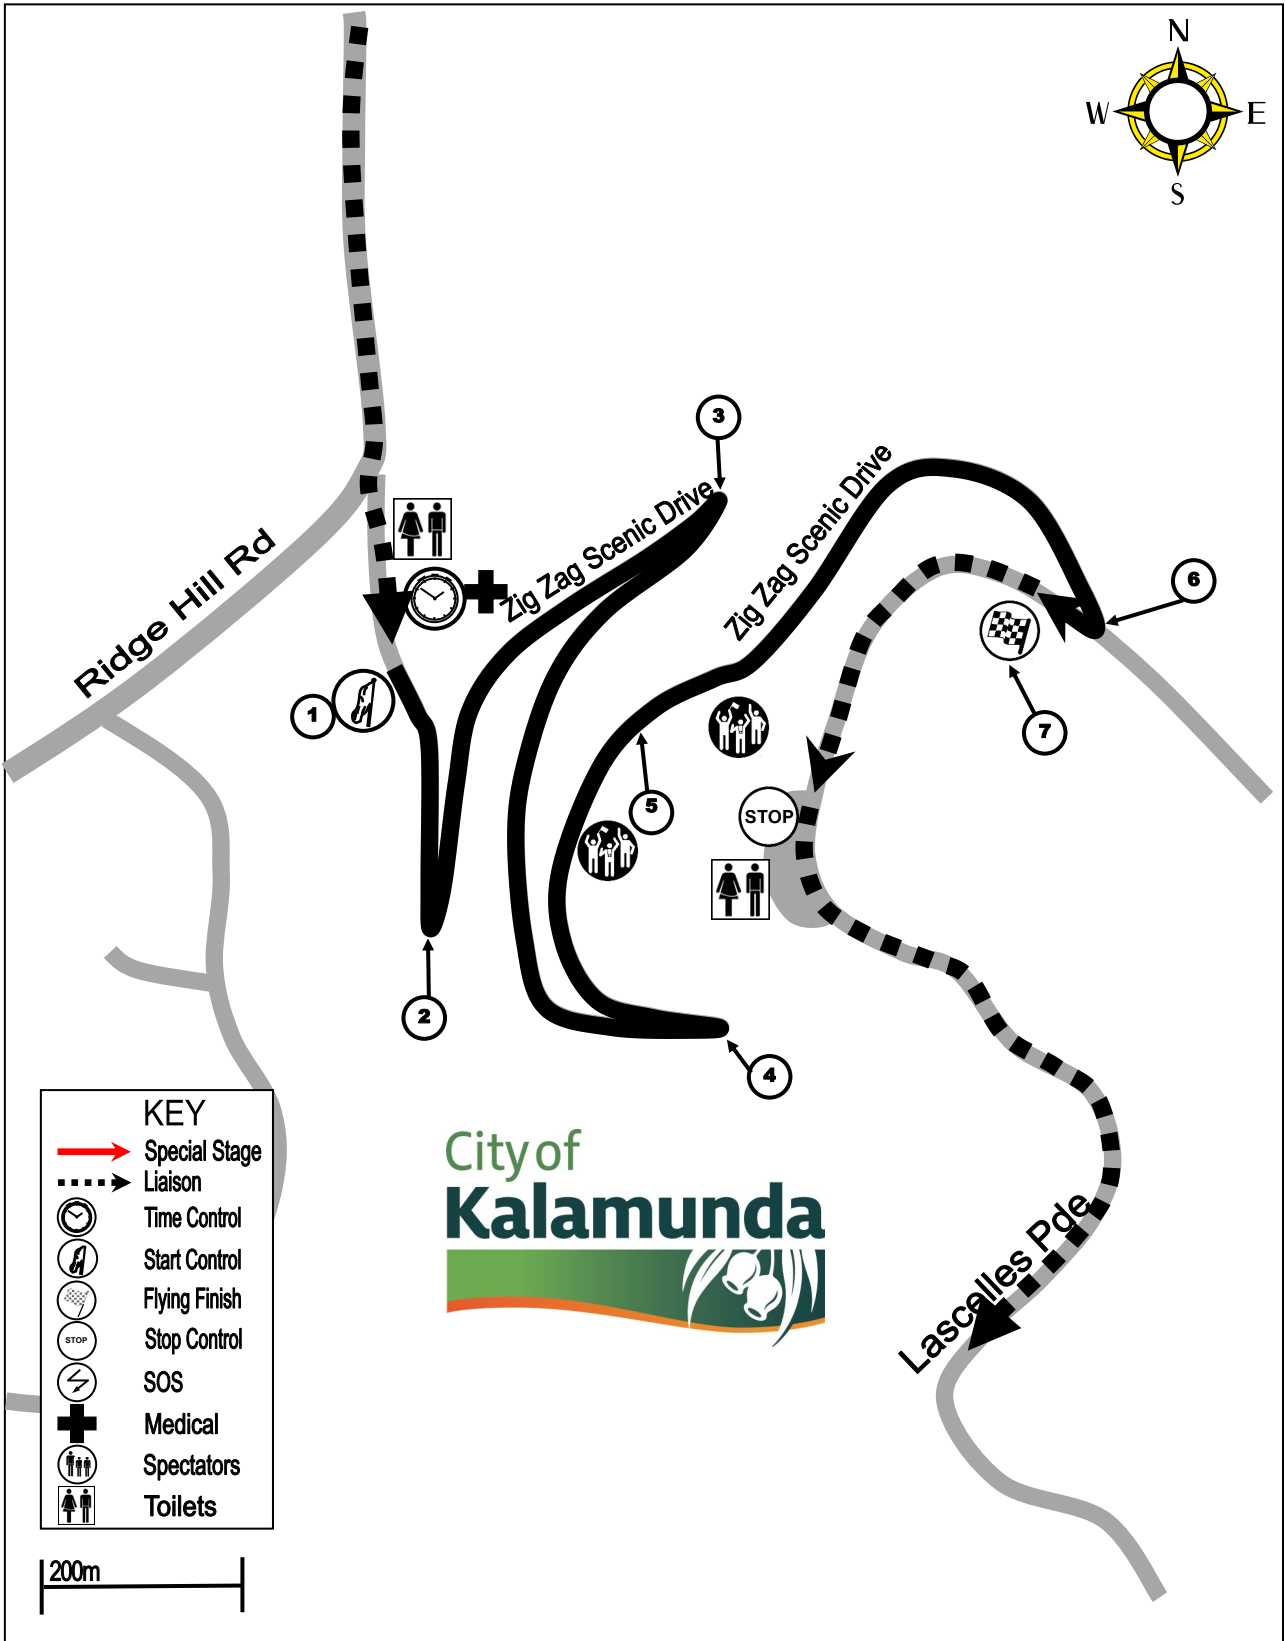 N
W
E
S
3
Zig Zag Scenic Drive
Zig Zag Scenic Drive
6
Ridge Hill Rd
1
7
5
STOP
2
4
KEY
Special Stage
Liaison
Time Control
Start Control
Flying Finish
STOP
Stop Control
SOS
Medical
Spectators
Toilets
City of
Kalamunda
Lascelles Pde
200m